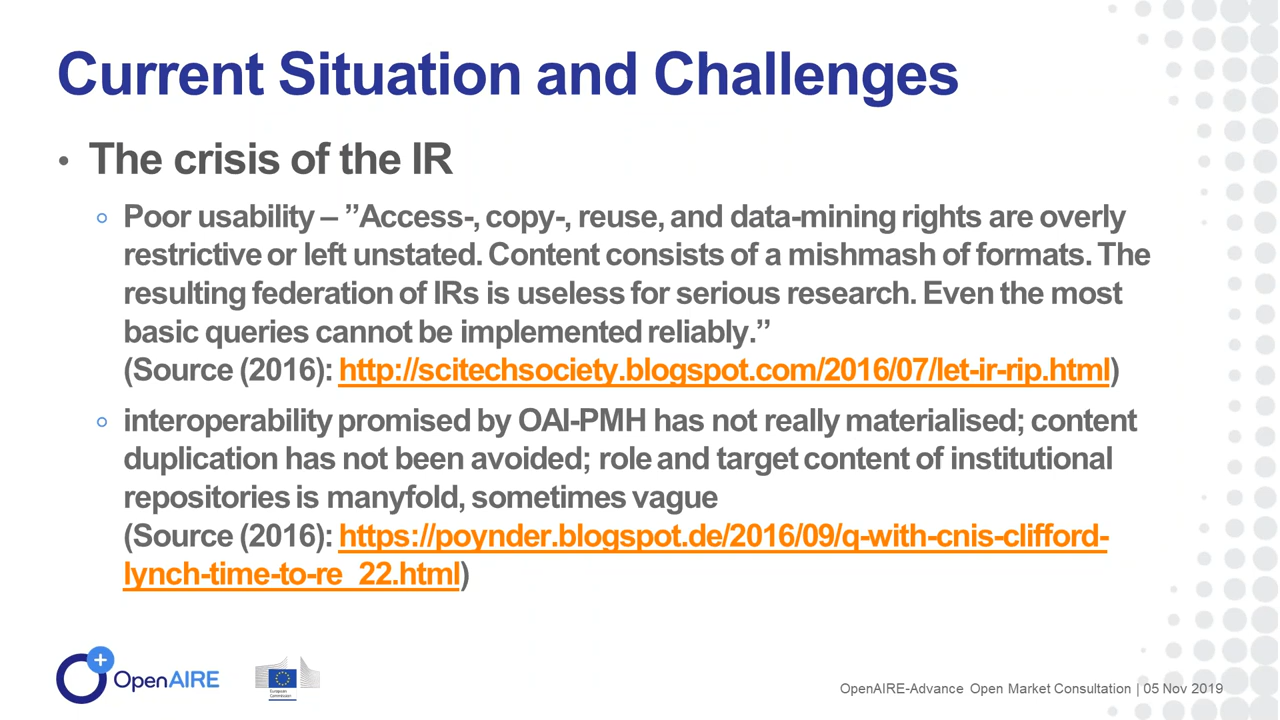 Current Situation and Challenges
• The crisis of the IR
Poor usability – ”Access-, copy-, reuse, and data-mining rights are overly
restrictive or left unstated. Content consists of a mishmash of formats. The
resulting federation of IRs is useless for serious research. Even the most
basic queries cannot be implemented reliably.”
(Source (2016): http://scitechsociety.blogspot.com/2016/07/let-ir-rip.html)
interoperability promised by OAI-PMH has not really materialised; content
duplication has not been avoided; role and target content of institutional
repositories is manyfold, sometimes vague
(Source (2016): https://poynder.blogspot.de/2016/09/q-with-cnis-clifford-
lynch-time-to-re_22.html)
OpenAIRE
European
Commission
OpenAIRE-Advance Open Market Consultation | 05 Nov 2019